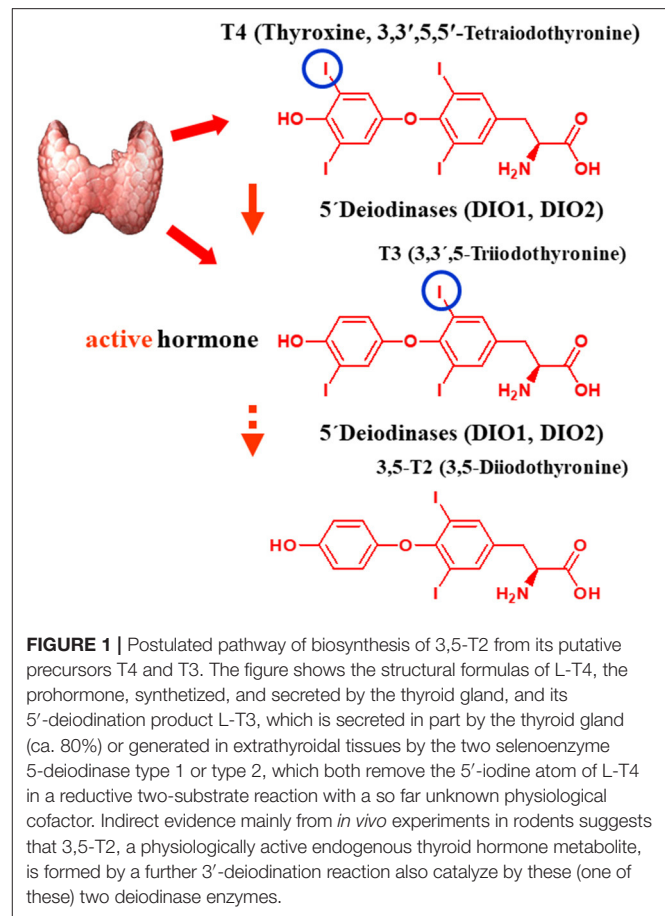 T4 (Thyroxine, 3,3′,5,5′-Tetraiodothyronine)
I I
HO O O
I I H₂N OH
5´Deiodinases (DIO1, DIO2)
T3 (3,3´,5-Triiodothyronine)
I
active hormone HO O O
I I H₂N OH
5´Deiodinases (DIO1, DIO2)
3,5-T2 (3,5-Diiodothyronine)
I
HO O O
I H₂N OH
FIGURE 1 | Postulated pathway of biosynthesis of 3,5-T2 from its putative
precursors T4 and T3. The figure shows the structural formulas of L-T4, the
prohormone, synthetized, and secreted by the thyroid gland, and its
5′-deiodination product L-T3, which is secreted in part by the thyroid gland
(ca. 80%) or generated in extrathyroidal tissues by the two selenoenzyme
5-deiodinase type 1 or type 2, which both remove the 5′-iodine atom of L-T4
in a reductive two-substrate reaction with a so far unknown physiological
cofactor. Indirect evidence mainly from in vivo experiments in rodents suggests
that 3,5-T2, a physiologically active endogenous thyroid hormone metabolite,
is formed by a further 3′-deiodination reaction also catalyze by these (one of
these) two deiodinase enzymes.